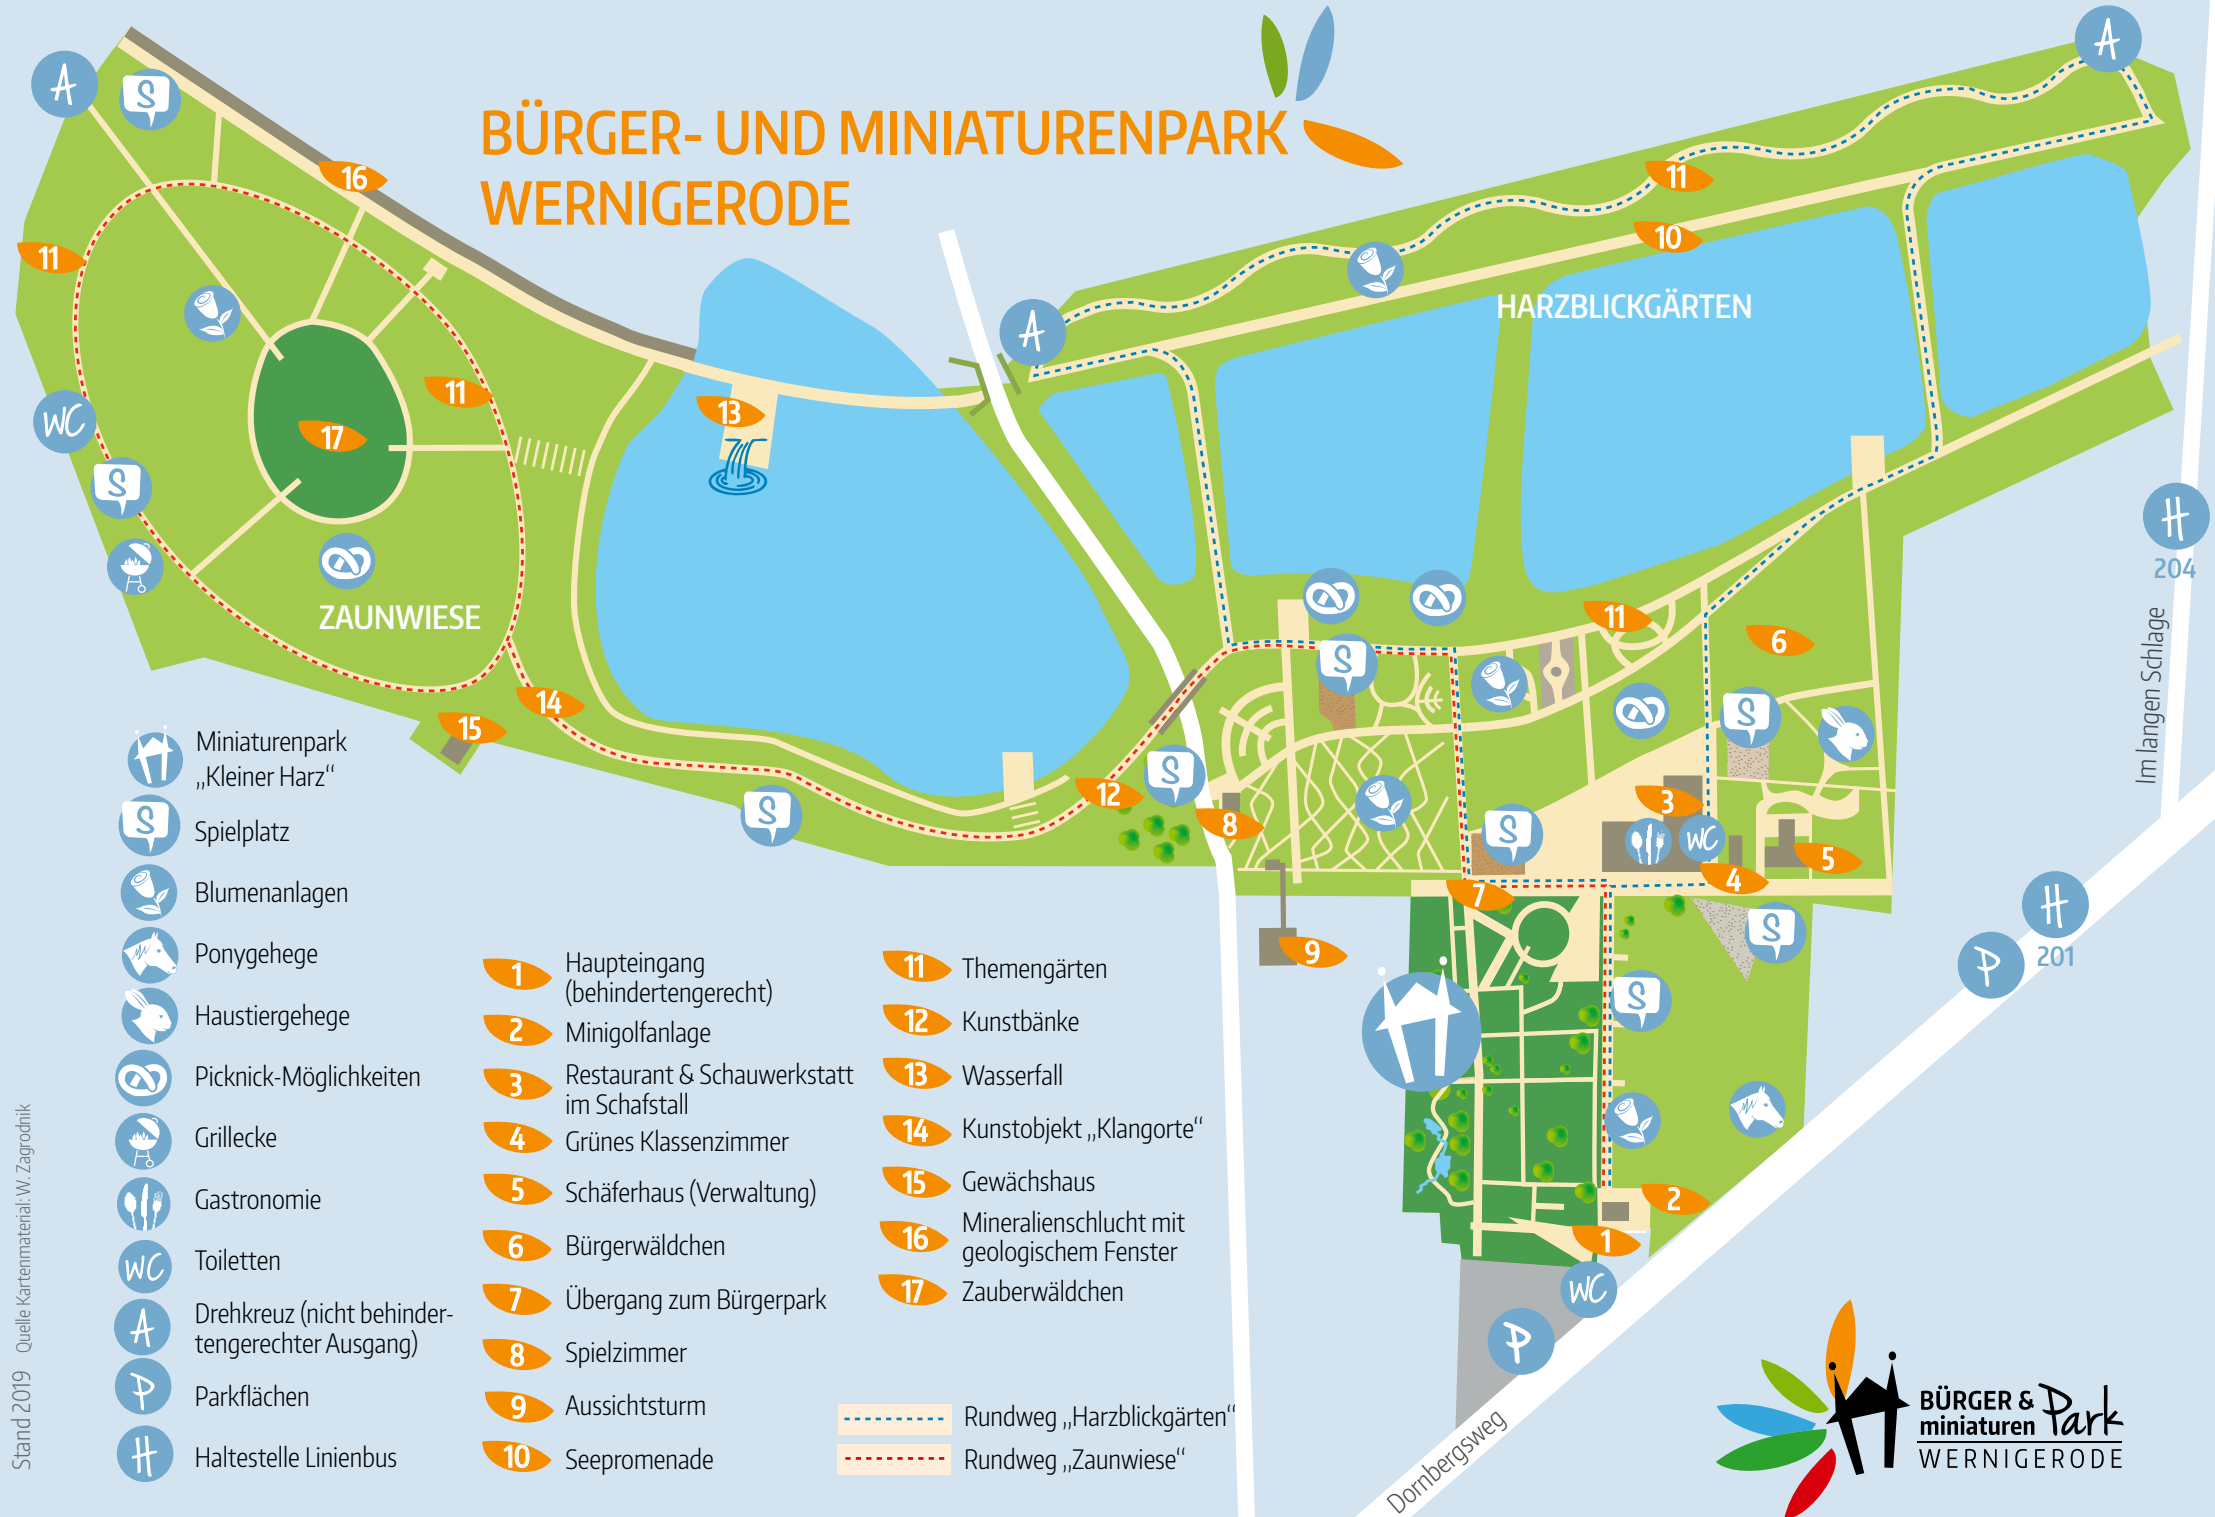 BÜRGER- UND MINIATURENPARK
WERNIGERODE
A
S
16
11
11
17
WC
S
ZAUNWIESE
13
A
A
11
10
HARZBLICKGÄRTEN
14
15
S
12
S
8
9
S
11
6
S
S
3
WC
4
5
7
S
S
2
1
WC
P
H
204
Im langen Schlage
H
201
P
Dornbergsweg
Miniaturenpark
„Kleiner Harz“
S
Spielplatz
Blumenanlagen
Ponygehege
Haustiergehege
Picknick-Möglichkeiten
Grillecke
Gastronomie
WC
Toiletten
A
Drehkreuz (nicht behinder-
tengerechter Ausgang)
P
Parkflächen
H
Haltestelle Linienbus
1
Haupteingang
(behindertengerecht)
2
Minigolfanlage
3
Restaurant & Schauwerkstatt
im Schafstall
4
Grünes Klassenzimmer
5
Schäferhaus (Verwaltung)
6
Bürgerwäldchen
7
Übergang zum Bürgerpark
8
Spielzimmer
9
Aussichtsturm
10
Seepromenade
11
Themengärten
12
Kunstbänke
13
Wasserfall
14
Kunstobjekt „Klangorte“
15
Gewächshaus
16
Mineralienschlucht mit
geologischem Fenster
17
Zauberwäldchen
Rundweg „Harzblickgärten“
Rundweg „Zaunwiese“
Stand 2019 Quelle Kartenmaterial: W. Zagrodnik
BÜRGER &
miniaturen Park
WERNIGERODE